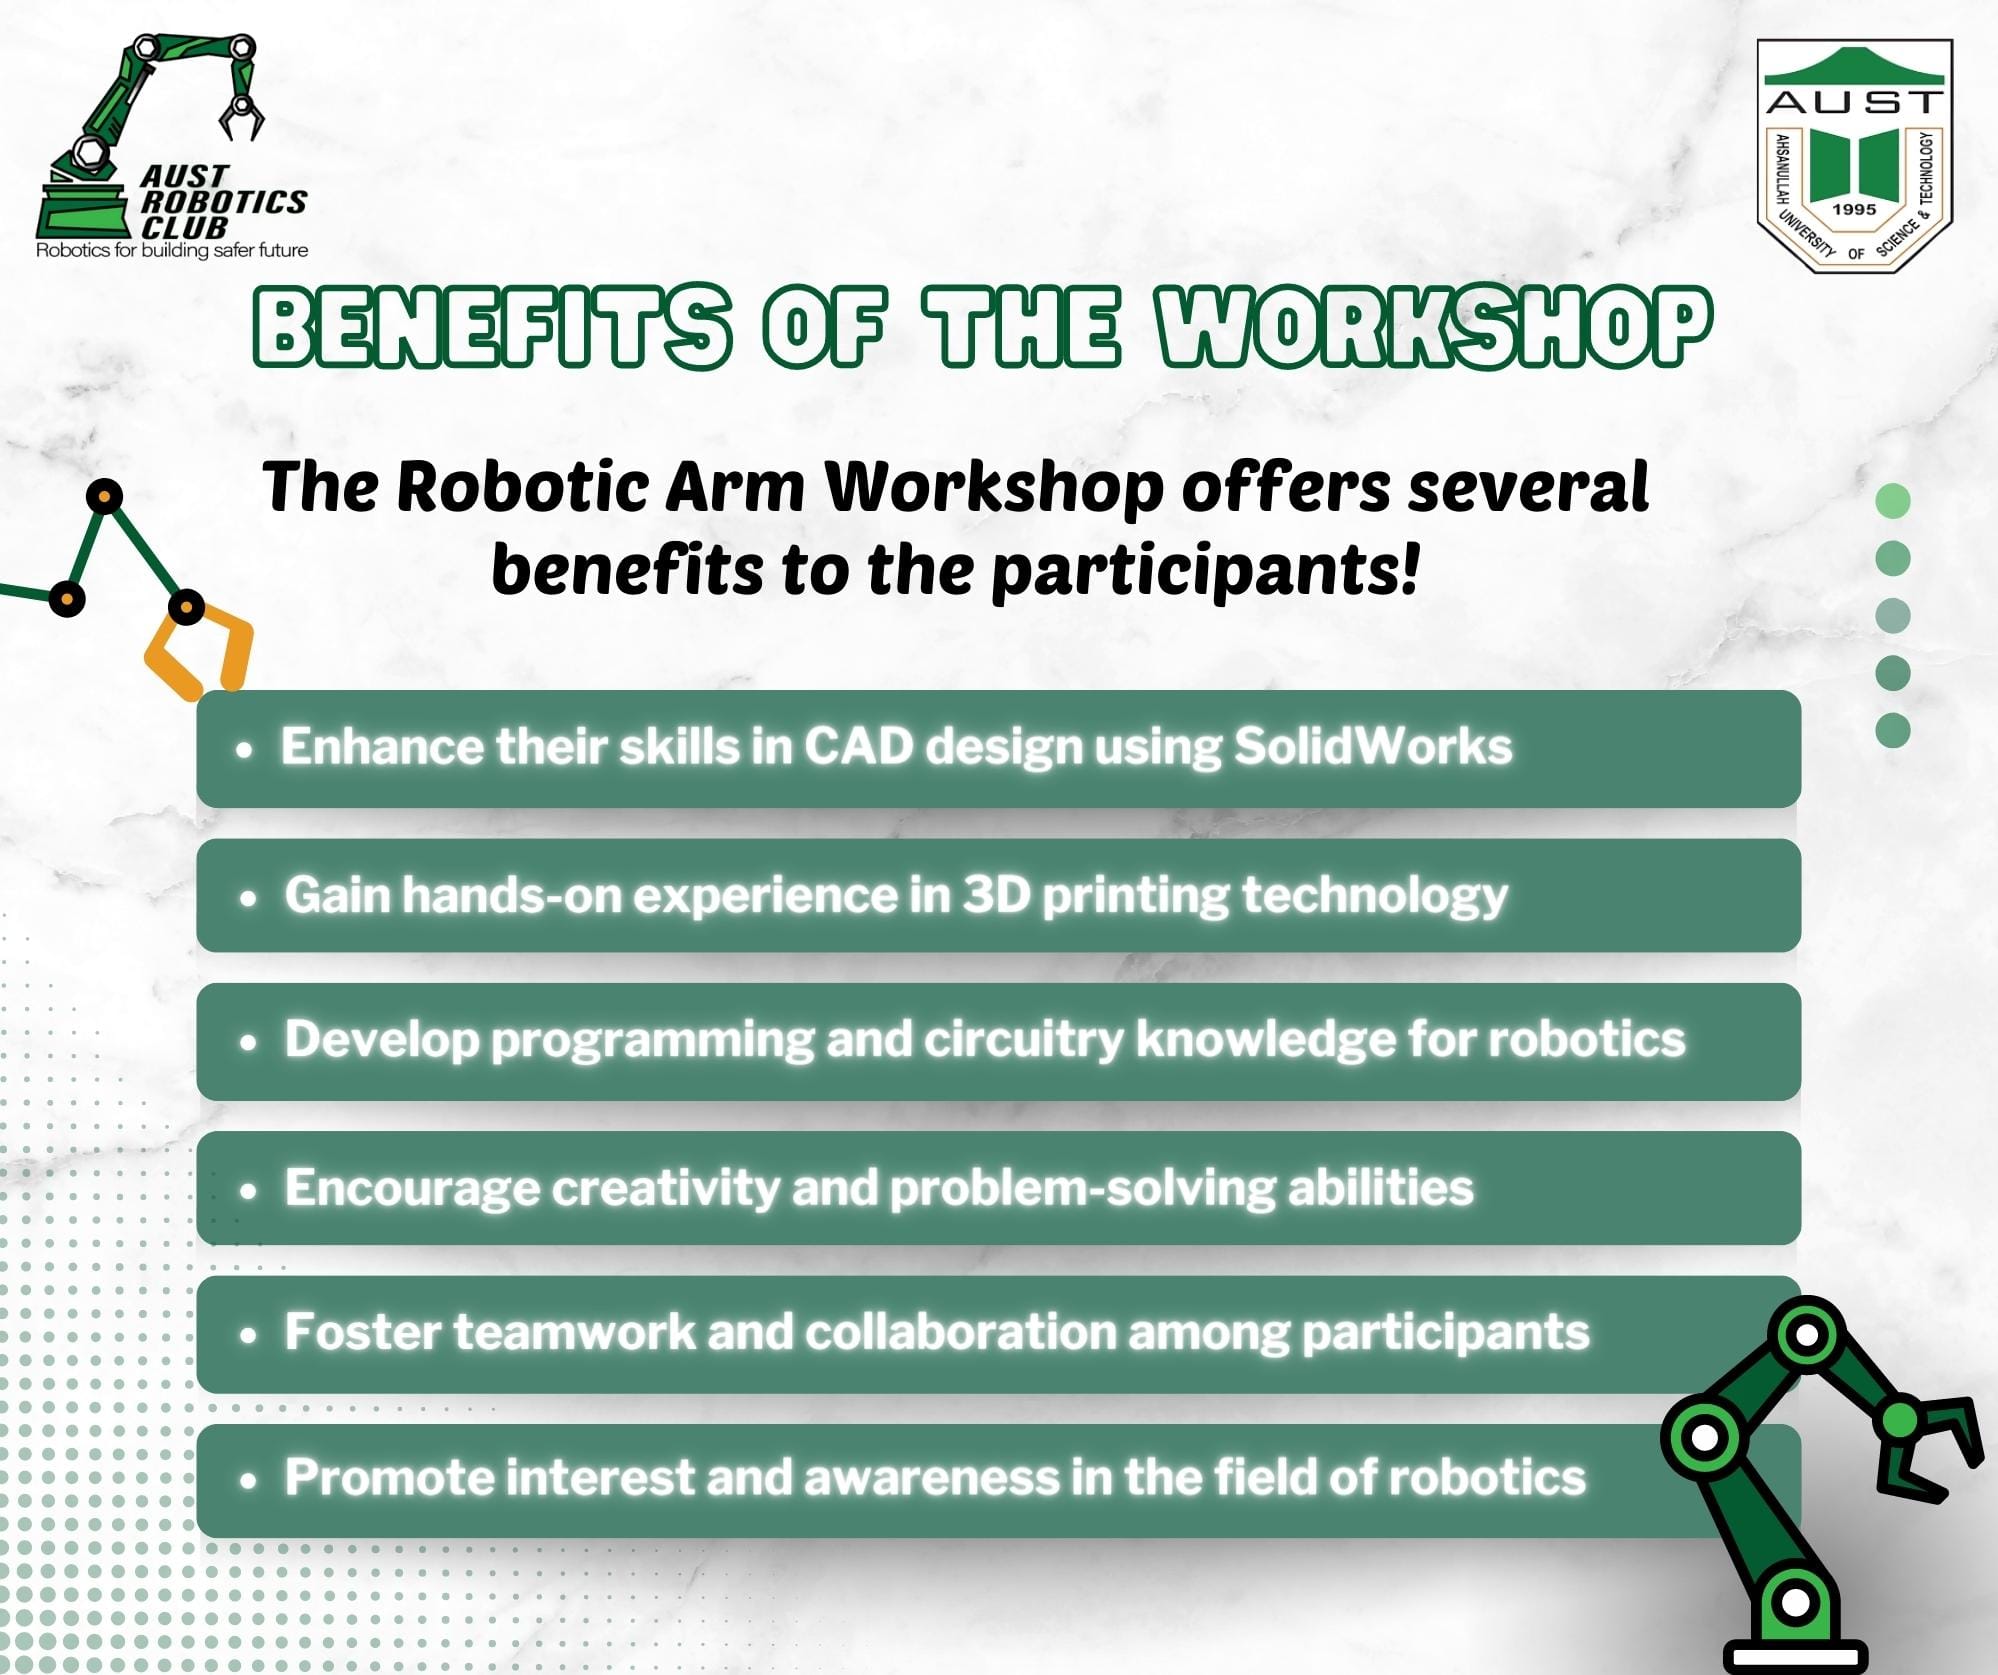 AUST
ROBOTICS
CLUB
Robotics for building safer future
AUST
AHSANULLAH UNIVERSITY OF SCIENCE & TECHNOLOGY
1995
BENEFITS OF THE WORKSHOP
The Robotic Arm Workshop offers several
benefits to the participants!
• Enhance their skills in CAD design using SolidWorks
• Gain hands-on experience in 3D printing technology
• Develop programming and circuitry knowledge for robotics
• Encourage creativity and problem-solving abilities
• Foster teamwork and collaboration among participants
• Promote interest and awareness in the field of robotics